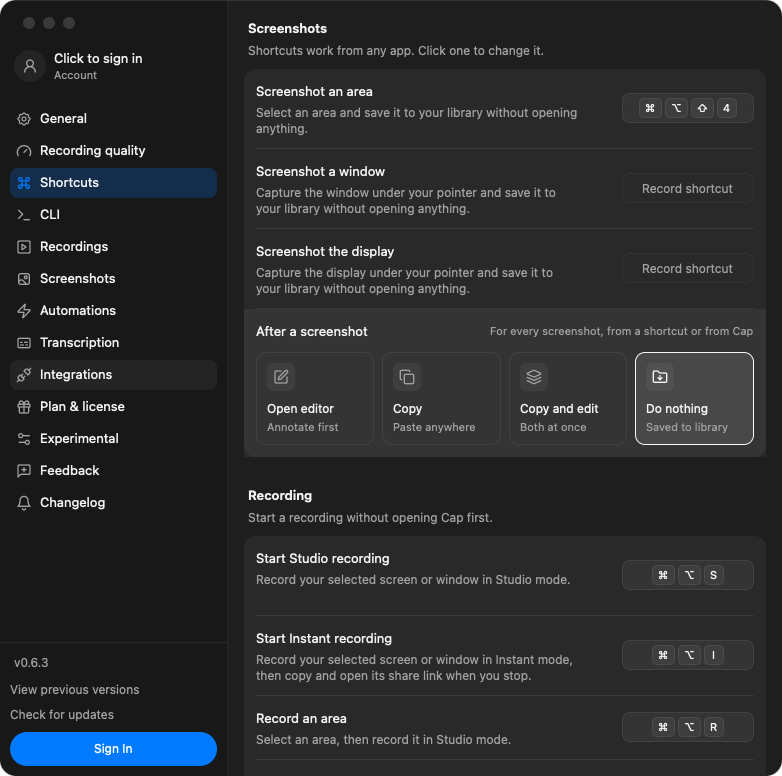 Click to sign in
Account
General
Recording quality
Shortcuts
CLI
Recordings
Screenshots
Automations
Transcription
Integrations
Plan & license
Experimental
Feedback
Changelog
v0.6.3
View previous versions
Check for updates
Sign In
Screenshots
Shortcuts work from any app. Click one to change it.
Screenshot an area
Select an area and save it to your library without opening
anything.
⌘ ⌥ ⇧ 4
Screenshot a window
Capture the window under your pointer and save it to
your library without opening anything.
Record shortcut
Screenshot the display
Capture the display under your pointer and save it to
your library without opening anything.
Record shortcut
After a screenshot
For every screenshot, from a shortcut or from Cap
Open editor
Annotate first
Copy
Paste anywhere
Copy and edit
Both at once
Do nothing
Saved to library
Recording
Start a recording without opening Cap first.
Start Studio recording
Record your selected screen or window in Studio mode.
⌘ ⌥ S
Start Instant recording
Record your selected screen or window in Instant mode,
then copy and open its share link when you stop.
⌘ ⌥ I
Record an area
Select an area, then record it in Studio mode.
⌘ ⌥ R